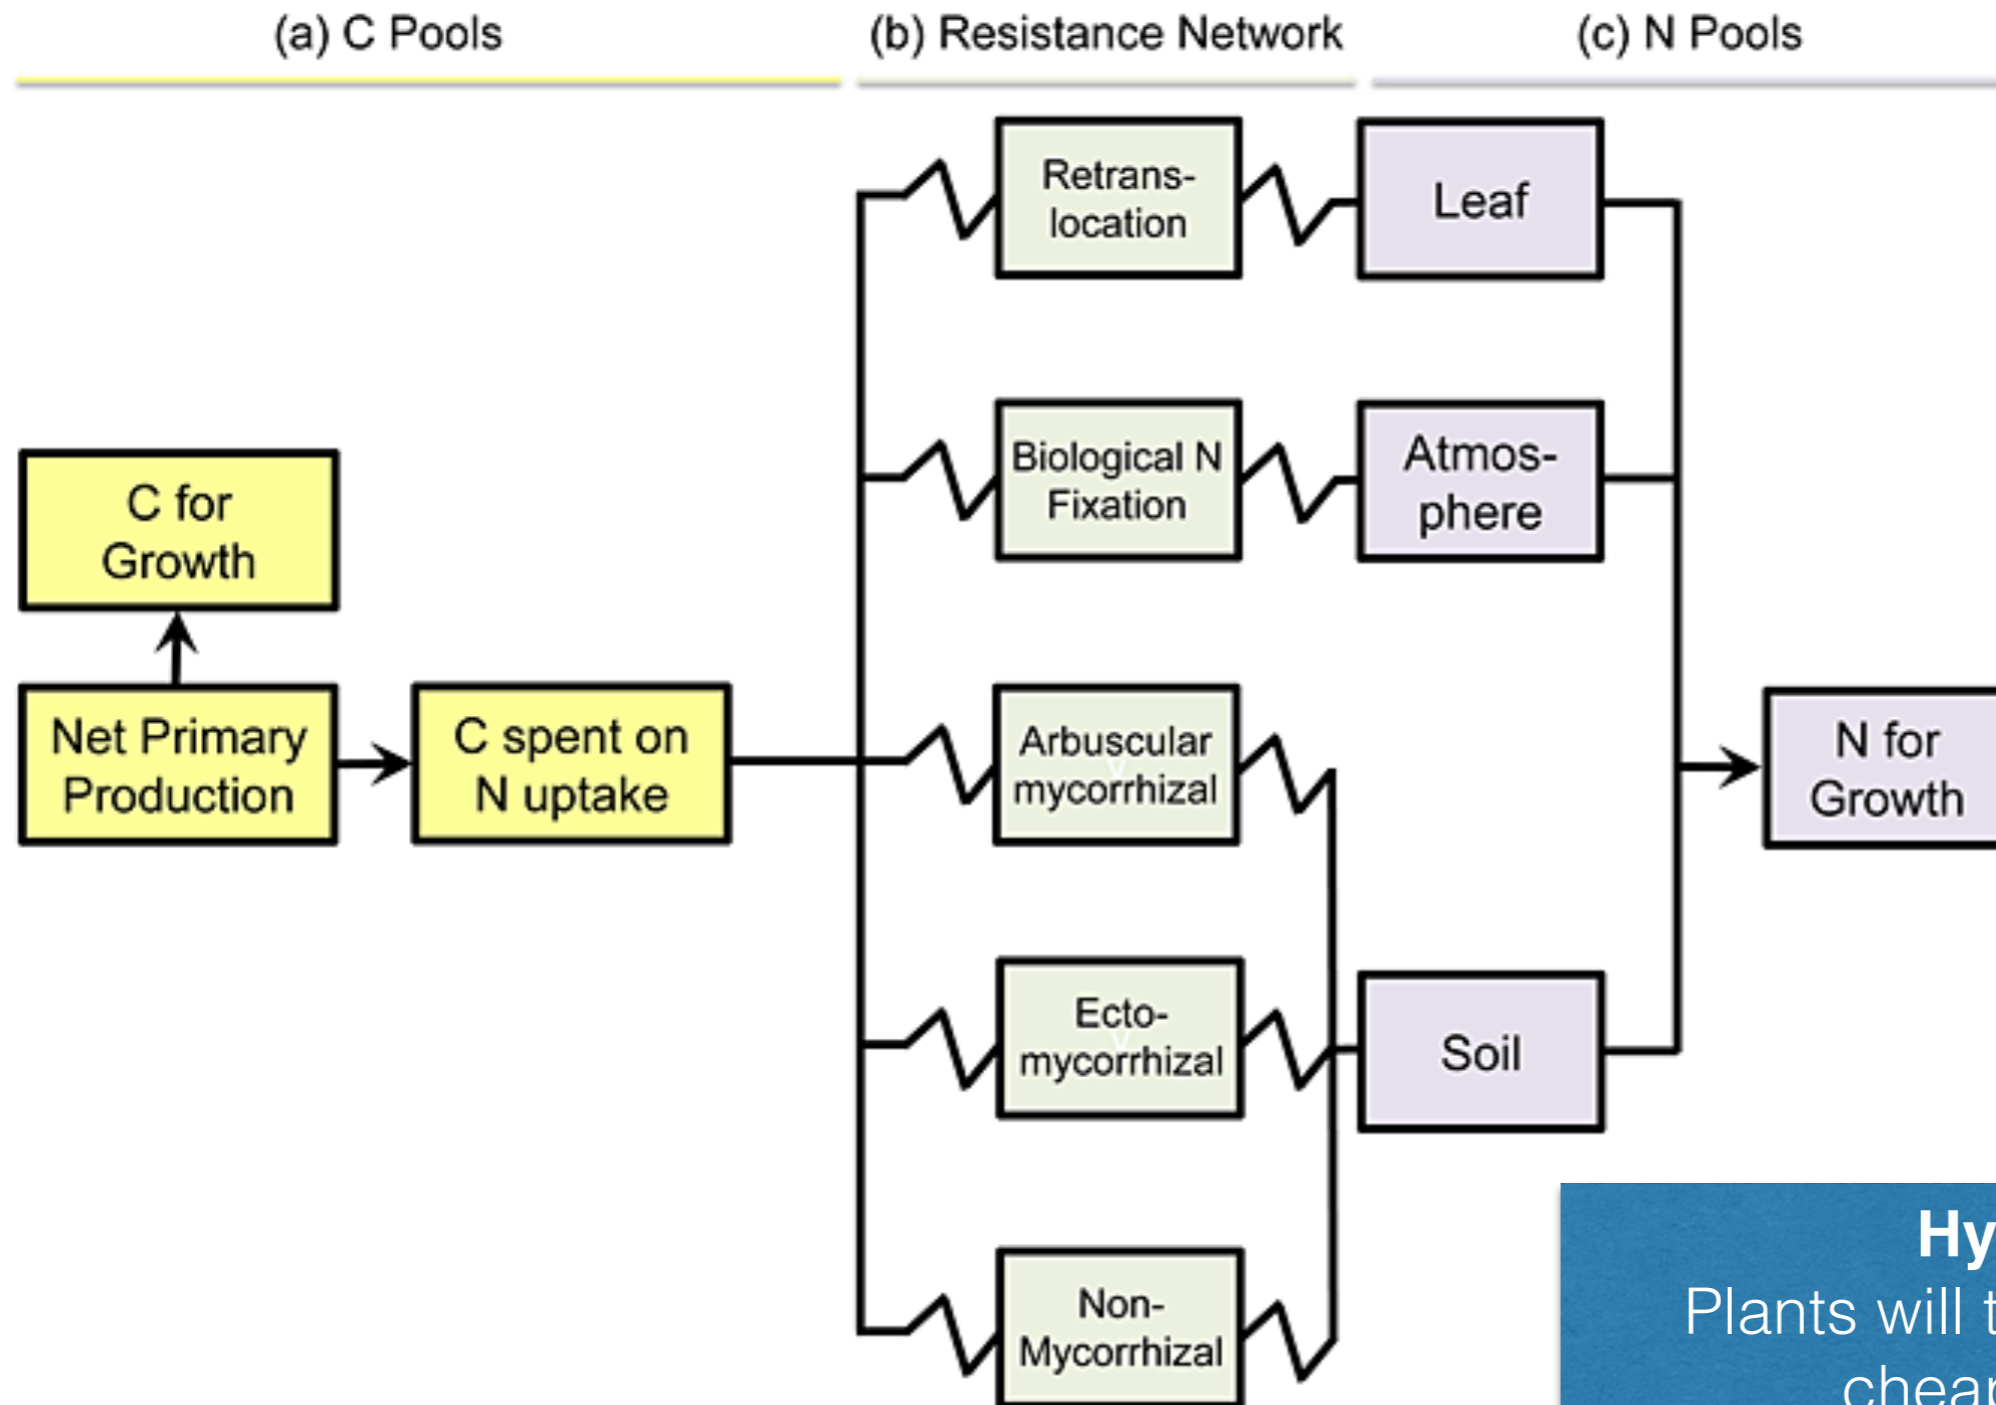 (a) C Pools
(b) Resistance Network
(c) N Pools
Retrans-
location
Leaf
Biological N
Fixation
Atmos-
phere
C for
Growth
Net Primary
Production
C spent on
N uptake
Arbuscular
mycorrhizal
N for
Growth
Ecto-
mycorrhizal
Soil
Non-
Mycorrhizal
Plants will